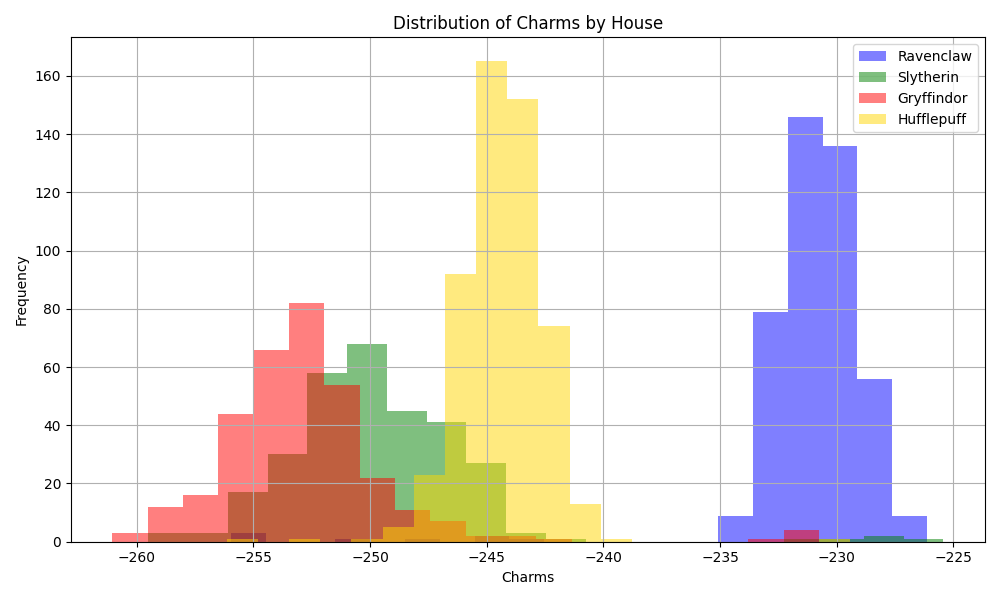 Distribution of Charms by House
Ravenclaw
Slytherin
Gryffindor
Hufflepuff
Frequency
160
140
120
100
80
60
40
20
0
−260
−255
−250
−245
−240
−235
−230
−225
Charms